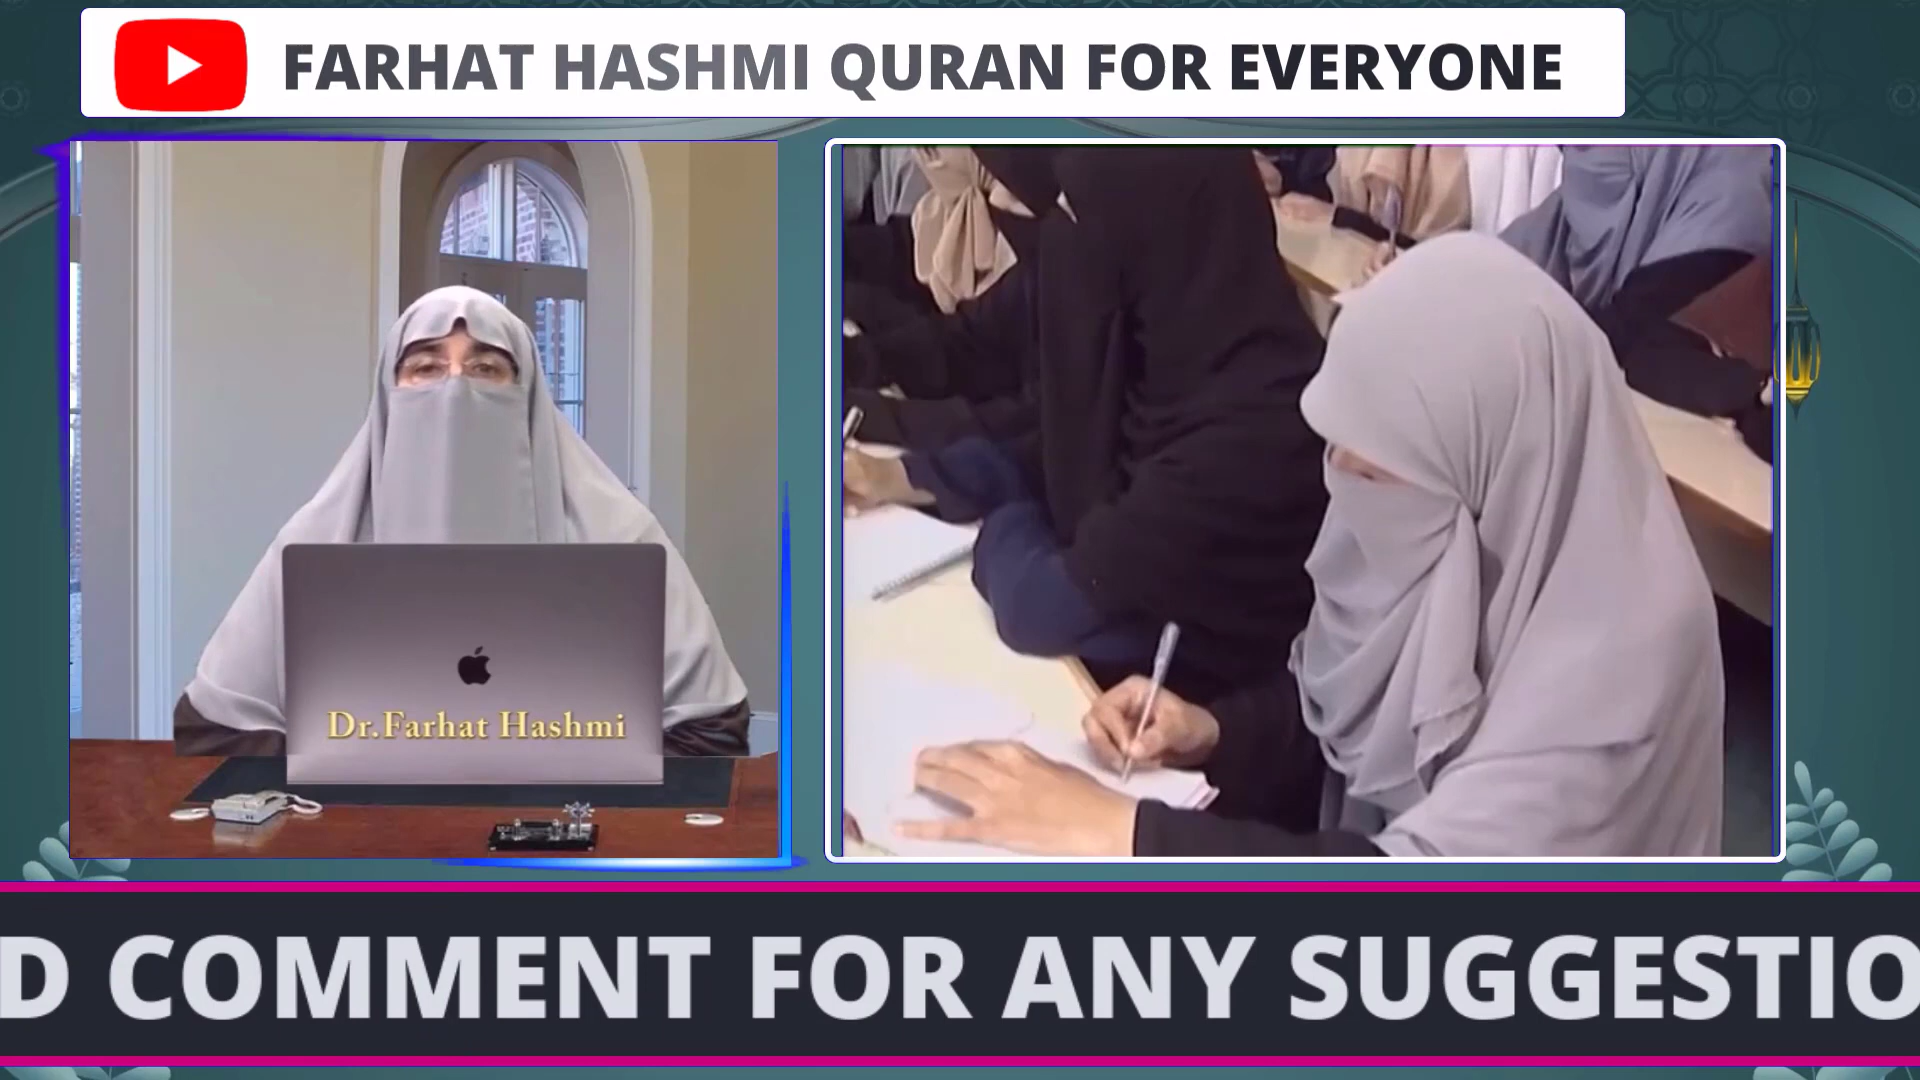 FARHAT HASHMI QURAN FOR EVERYONE
Dr.Farhat Hashmi
D COMMENT FOR ANY SUGGESTIO